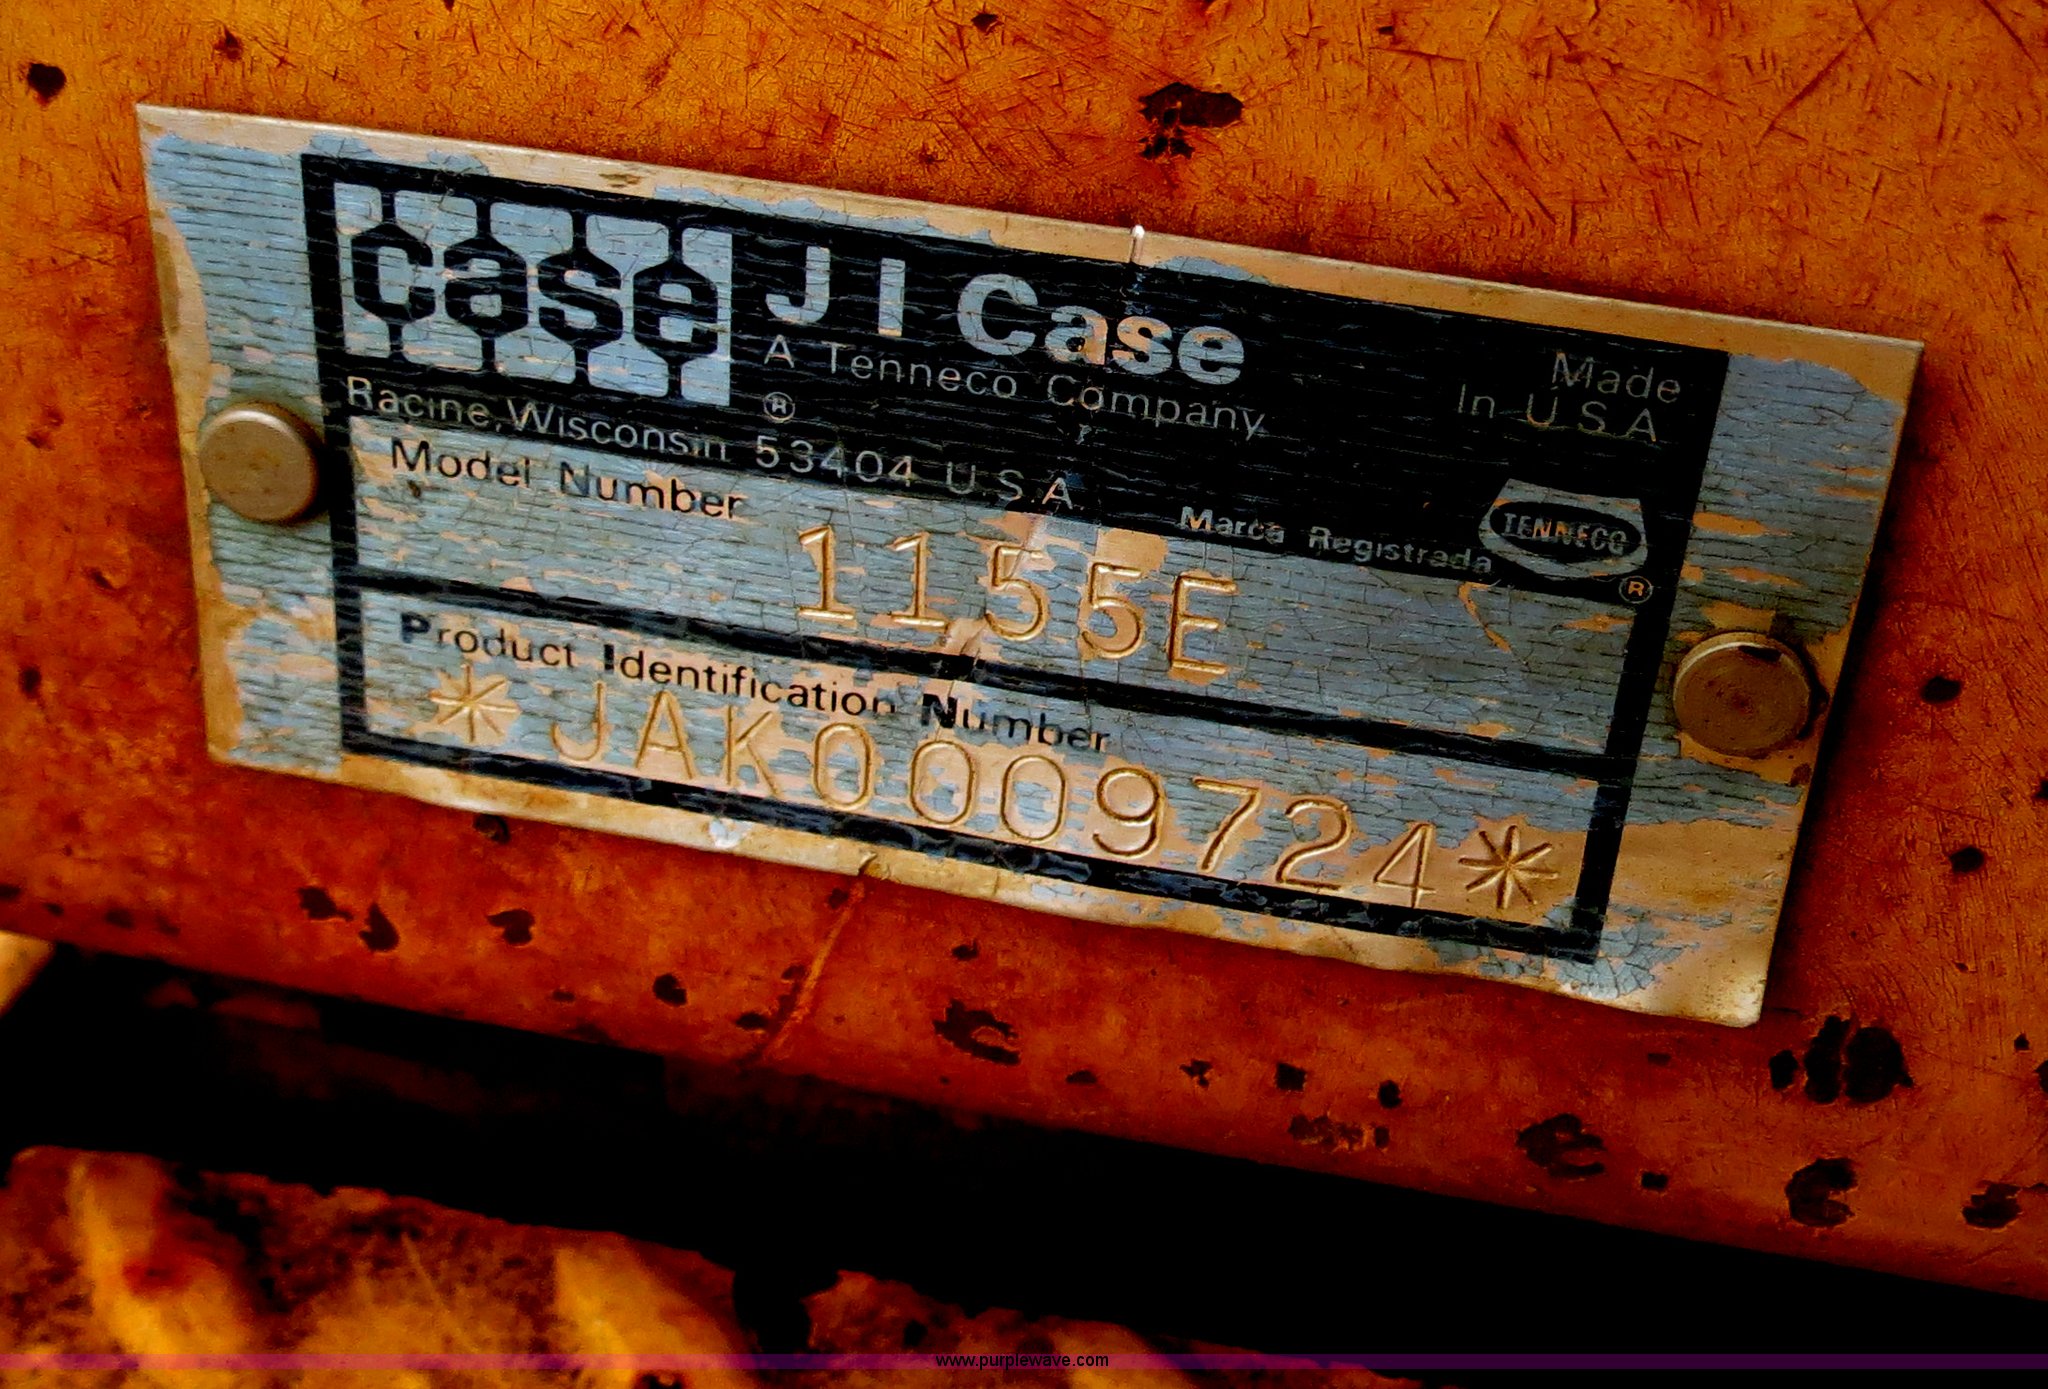 case
J I Case
A Tenneco Company
®
Racine, Wisconsin 53404 U.S.A.
Made
In U.S.A
Marca Registrada
TENNECO
®
Model Number
1155E
Product Identification Number
*JAK0009724*
www.purplewave.com